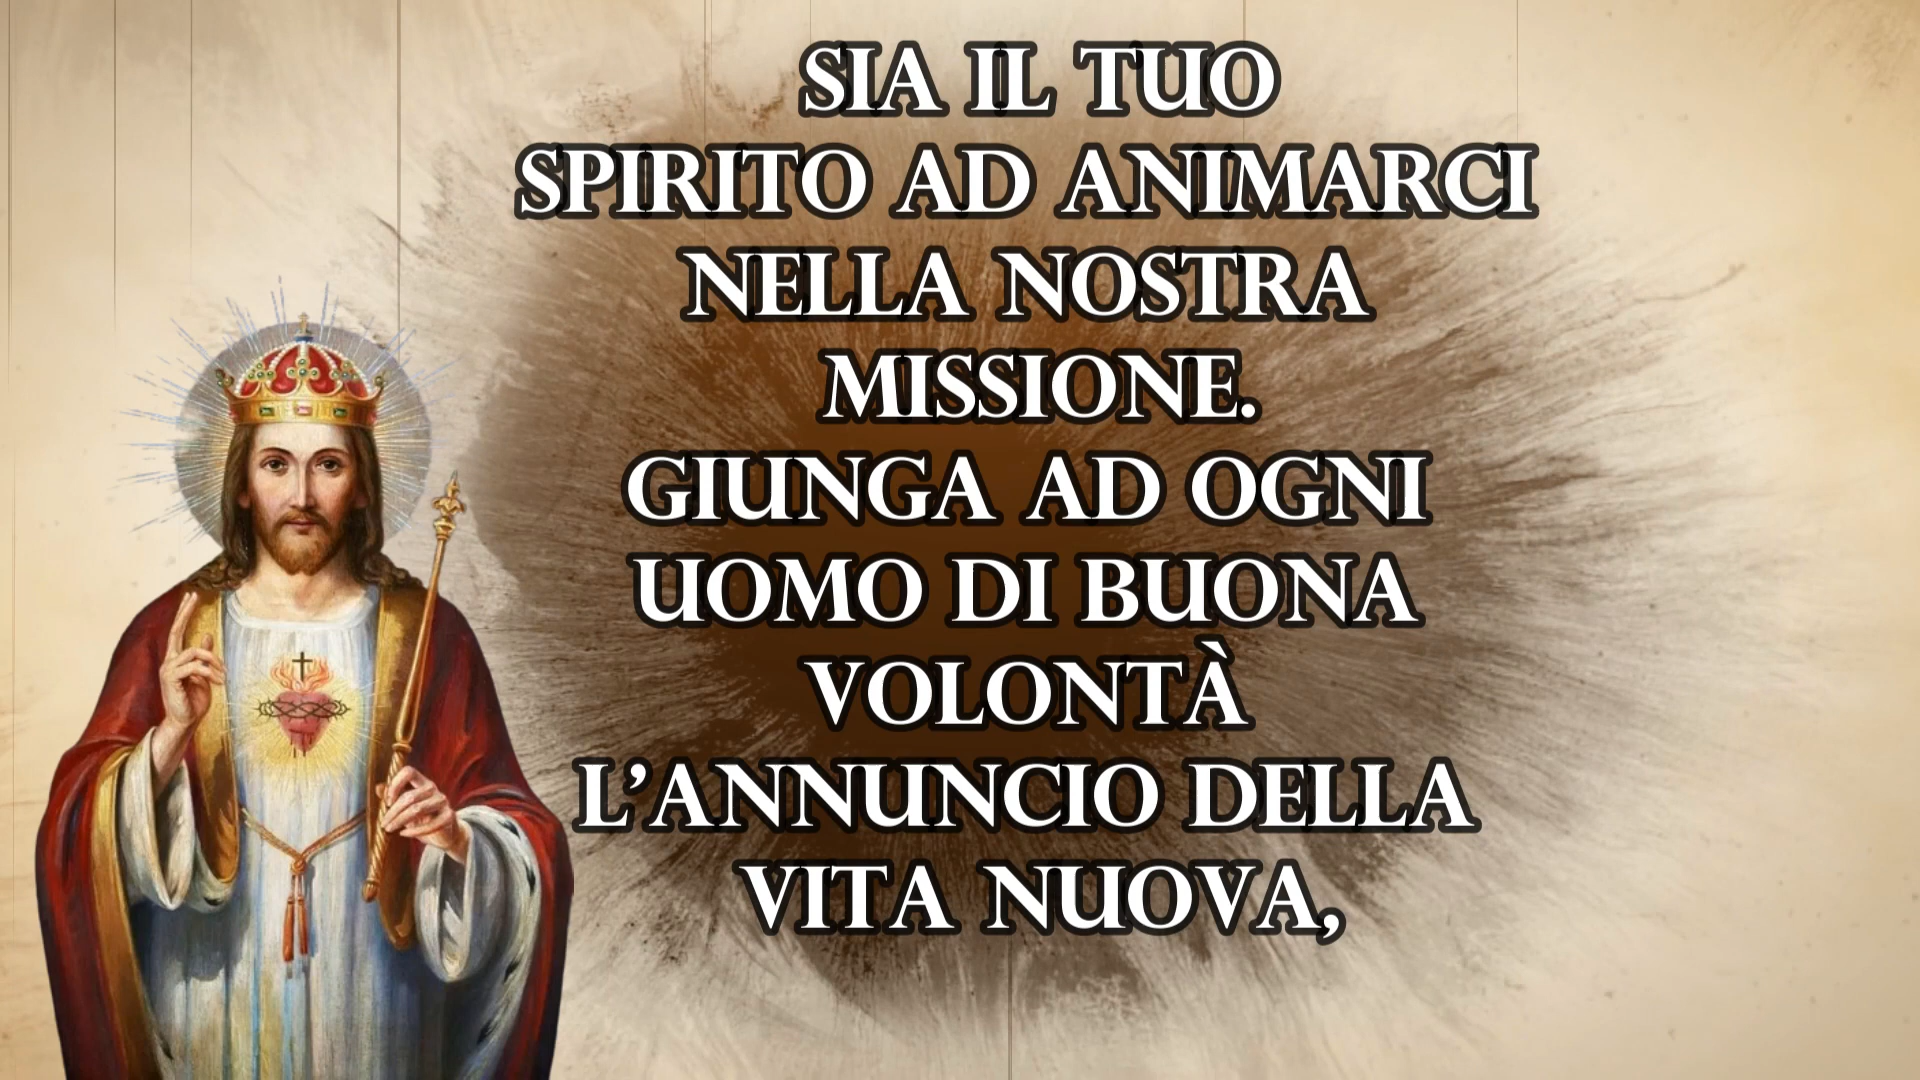 SIA IL TUO
SPIRITO AD ANIMARCI
NELLA NOSTRA
MISSIONE.
GIUNGA AD OGNI
UOMO DI BUONA
VOLONTÀ
L’ANNUNCIO DELLA
VITA NUOVA,